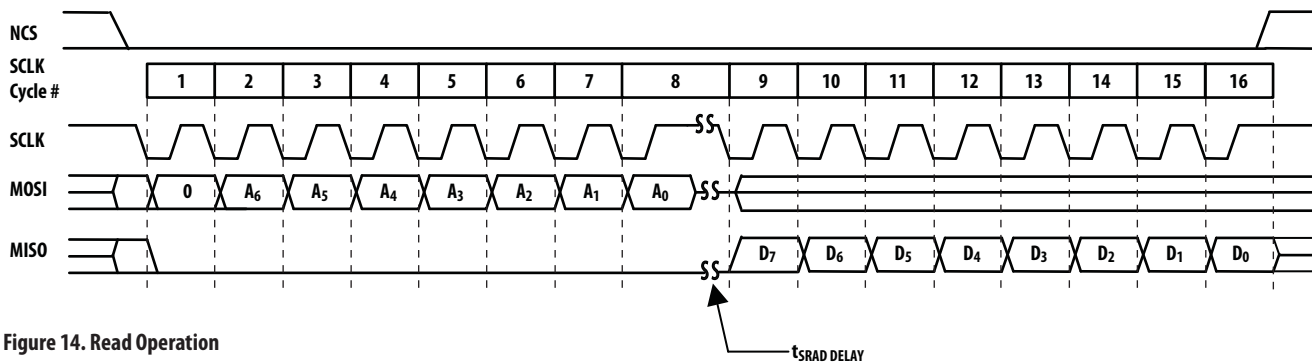 NCS
SCLK
Cycle #
1 2 3 4 5 6 7 8 9 10 11 12 13 14 15 16
SCLK
MOSI 0 A6 A5 A4 A3 A2 A1 A0
MISO D7 D6 D5 D4 D3 D2 D1 D0
Figure 14. Read Operation
tSRAD DELAY